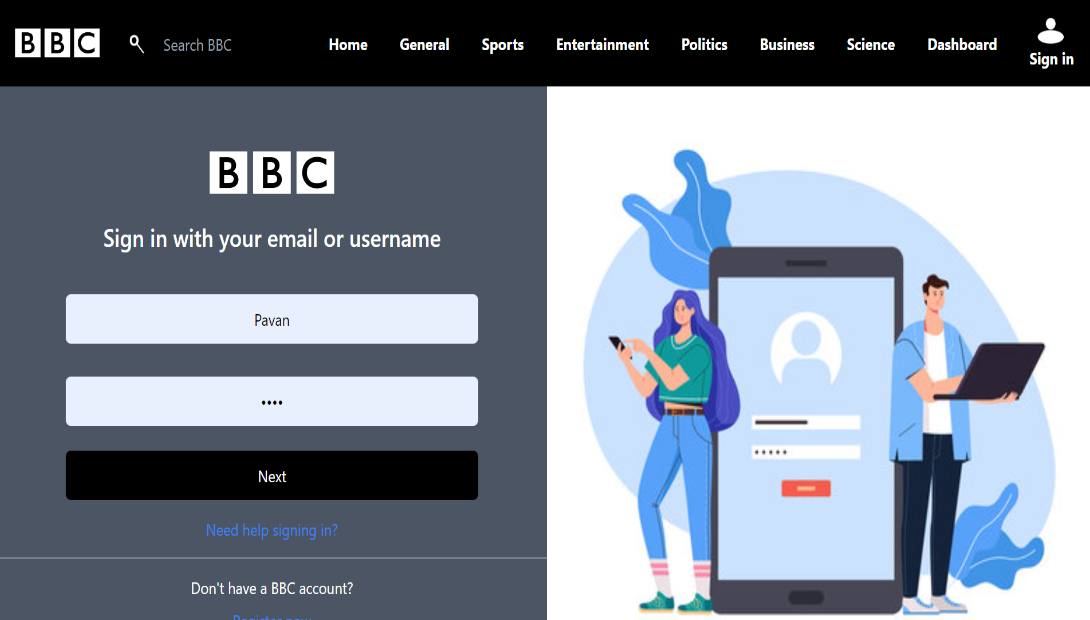 BBC
Search BBC
Home
General
Sports
Entertainment
Politics
Business
Science
Dashboard
Sign in
BBC
Sign in with your email or username
Pavan
••••
Next
Need help signing in?
Don't have a BBC account?